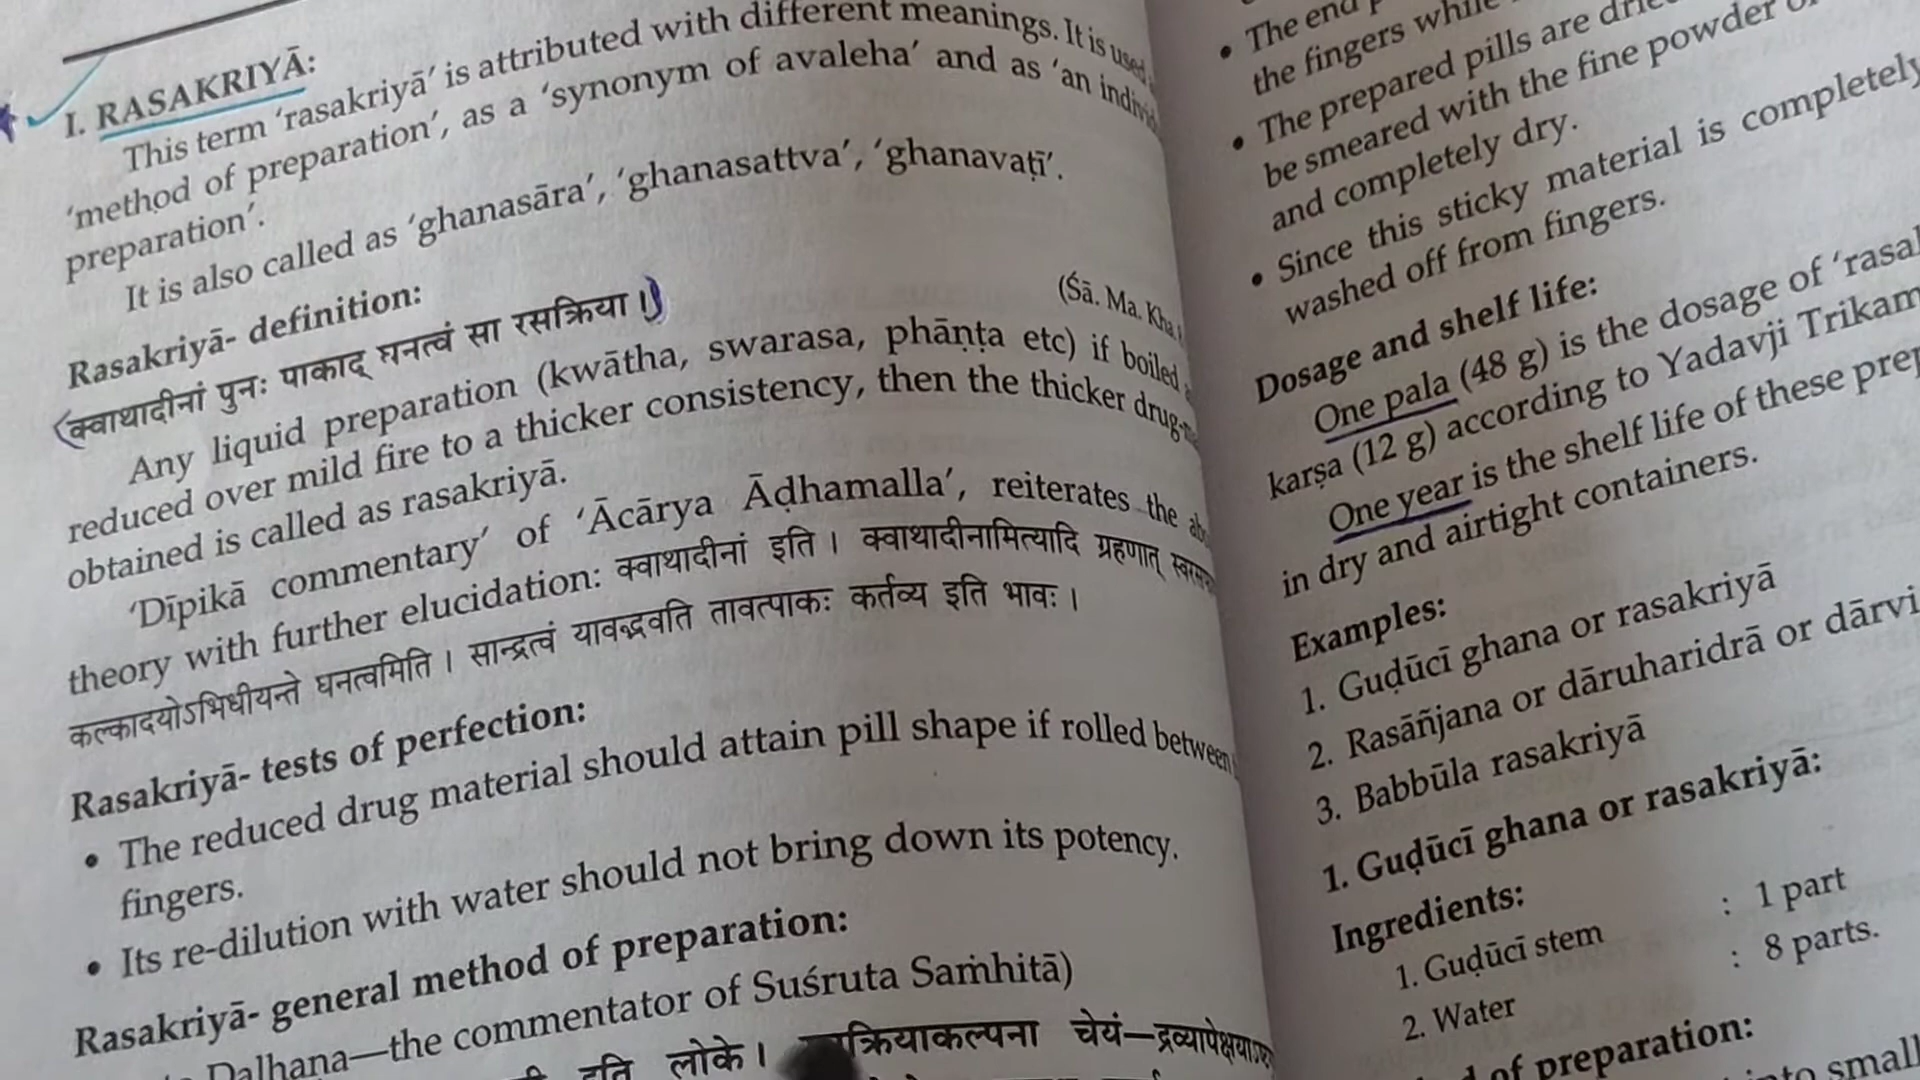 I. RASAKRIYĀ:
This term 'rasakriyā' is attributed with different meanings. It is used
'method of preparation', as a 'synonym of avaleha' and as 'an
preparation'.
It is also called as 'ghanasāra', 'ghanasattva', 'ghanavaṭī'.
Rasakriyā- definition:
(Śā. Ma. Kha
(क्वाथादीनां पुनः पाकाद् घनत्वं सा रसक्रिया ।)
Any liquid preparation (kwātha, swarasa, phāṇṭa etc) if boiled
reduced over mild fire to a thicker consistency, then the thicker drug-
obtained is called as rasakriyā.
'Dīpikā commentary' of 'Ācārya Āḍhamalla', reiterates the
theory with further elucidation: क्वाथादीनां इति । क्वाथादीनामित्यादि ग्रहणात्
कल्कादयोऽभिधीयन्ते घनत्वमिति । सान्द्रत्वं यावद्भवति तावत्पाकः कर्तव्य इति भावः ।
Rasakriyā- tests of perfection:
• The reduced drug material should attain pill shape if rolled between
fingers.
• Its re-dilution with water should not bring down its potency.
Rasakriyā- general method of preparation:
Dalhana—the commentator of Suśruta Saṁhitā)
इति लोके । क्रियाकल्पना चेयं—
• The end
the fingers while
• The prepared pills are
be smeared with the fine powder
and completely dry.
• Since this sticky material is completely
washed off from fingers.
Dosage and shelf life:
One pala (48 g) is the dosage of
karṣa (12 g) according to Yadavji
One year is the shelf life of these
in dry and airtight containers.
Examples:
1. Guḍūcī ghana or rasakriyā
2. Rasāñjana or dāruharidrā or
3. Babbūla rasakriyā
1. Guḍūcī ghana or rasakriyā:
Ingredients:
1. Guḍūcī stem : 1 part
2. Water : 8 parts.
of preparation:
into small